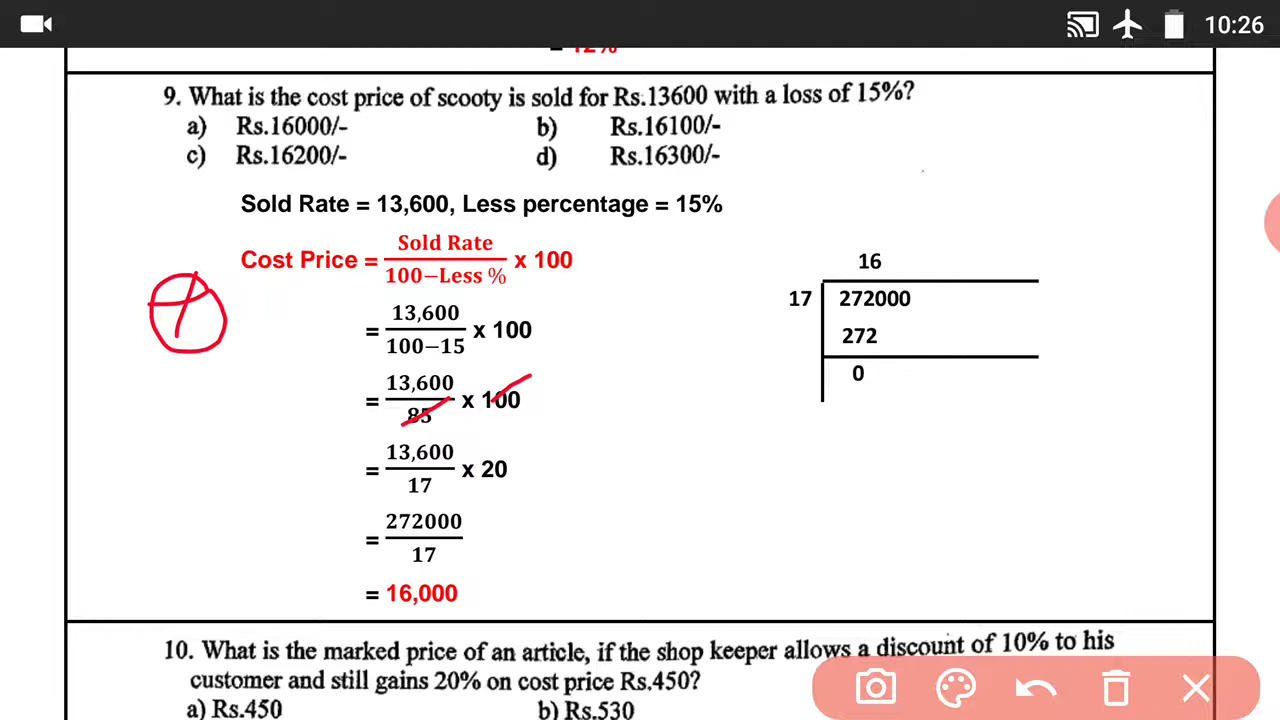 10:26
= 12%
9. What is the cost price of scooty is sold for Rs.13600 with a loss of 15%?
a) Rs.16000/- b) Rs.16100/-
c) Rs.16200/- d) Rs.16300/-
Sold Rate = 13,600, Less percentage = 15%
Cost Price = Sold Rate / 100−Less % x 100
= 13,600 / 100−15 x 100
= 13,600 / 85 x 100
= 13,600 / 17 x 20
= 272000 / 17
= 16,000
16
17 272000
272
0
10. What is the marked price of an article, if the shop keeper allows a discount of 10% to his
customer and still gains 20% on cost price Rs.450?
a) Rs.450 b) Rs.530